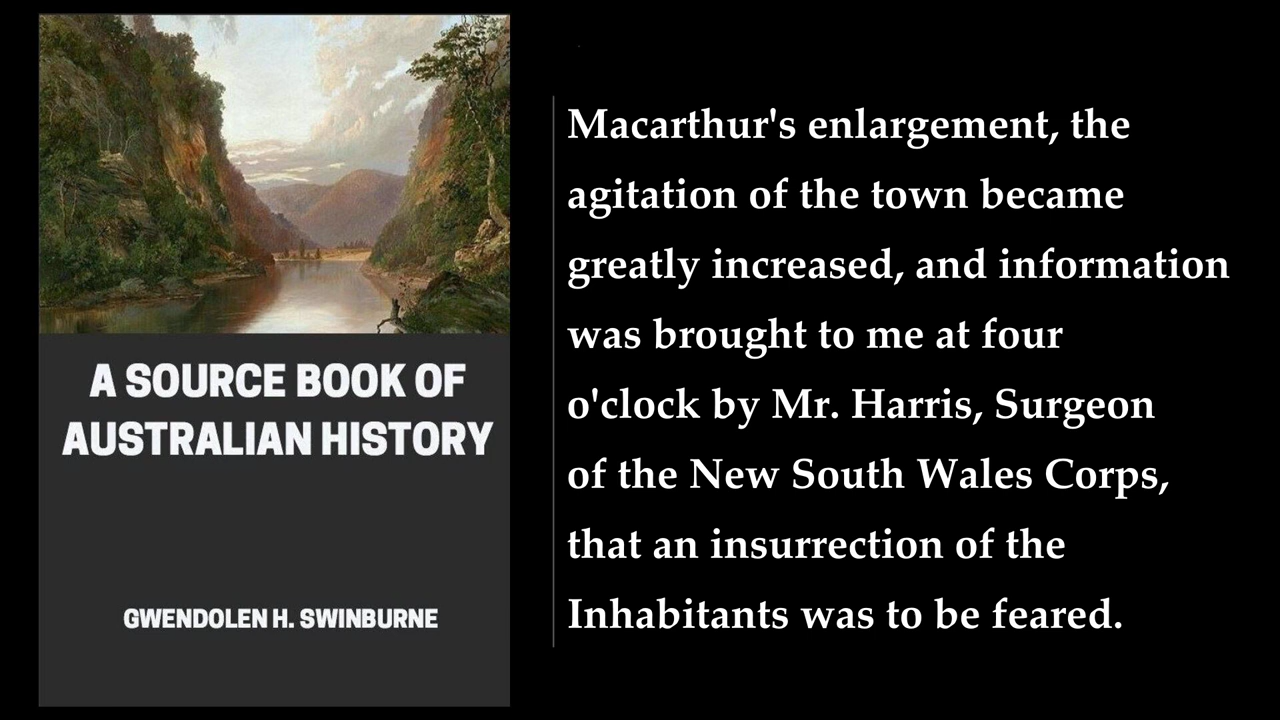 A SOURCE BOOK OF
AUSTRALIAN HISTORY
GWENDOLEN H. SWINBURNE
Macarthur's enlargement, the
agitation of the town became
greatly increased, and information
was brought to me at four
o'clock by Mr. Harris, Surgeon
of the New South Wales Corps,
that an insurrection of the
Inhabitants was to be feared.